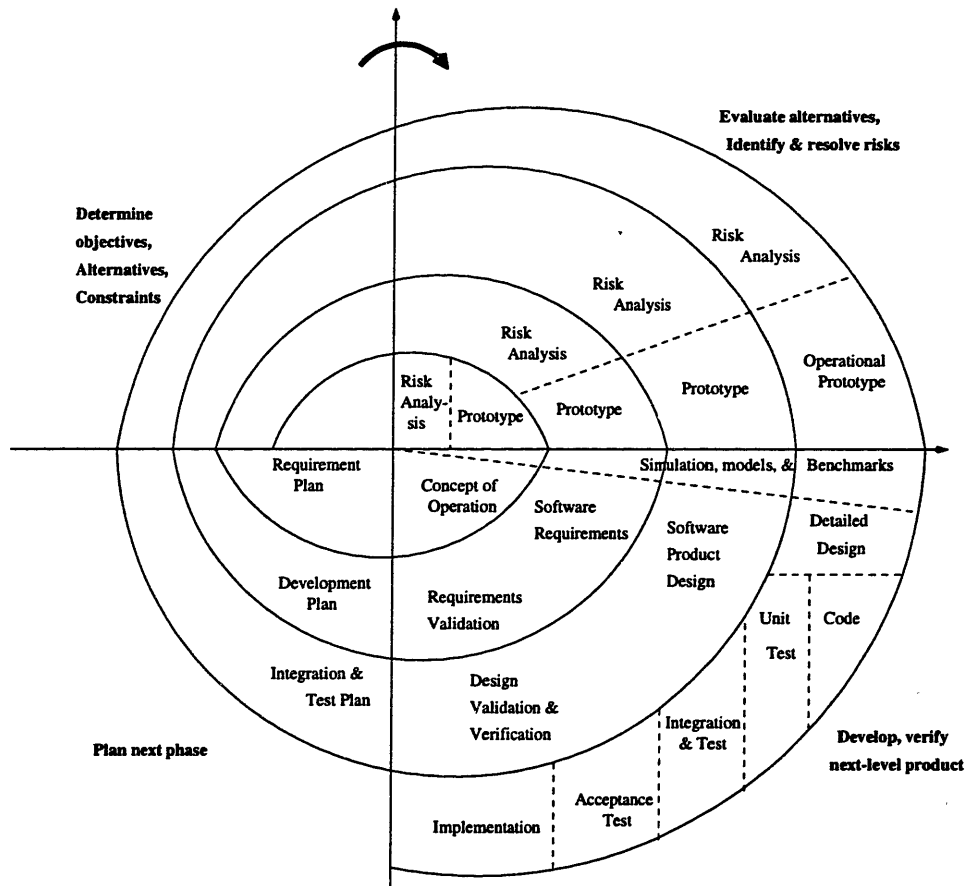 Evaluate alternatives,
Identify & resolve risks
Determine
objectives,
Alternatives,
Constraints
Risk
Analysis
Risk
Analysis
Risk
Analysis
Risk
Analy-
sis
Prototype
Prototype
Prototype
Operational
Prototype
Requirement
Plan
Concept of
Operation
Simulation, models, &
Benchmarks
Software
Requirements
Software
Product
Design
Detailed
Design
Development
Plan
Requirements
Validation
Unit
Test
Code
Integration &
Test Plan
Design
Validation &
Verification
Integration
& Test
Plan next phase
Develop, verify
next-level product
Implementation
Acceptance
Test